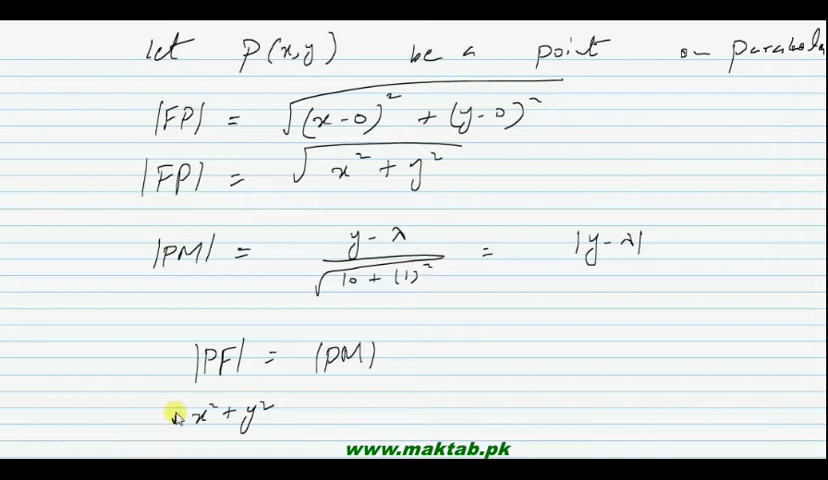 let P(x,y) be a point on parabola
|FP| = √((x-0)² + (y-0)²)
|FP| = √(x² + y²)
|PM| = y-λ / √(10 + (1)²) = |y-λ|
|PF| = |PM|
√x² + y²
www.maktab.pk